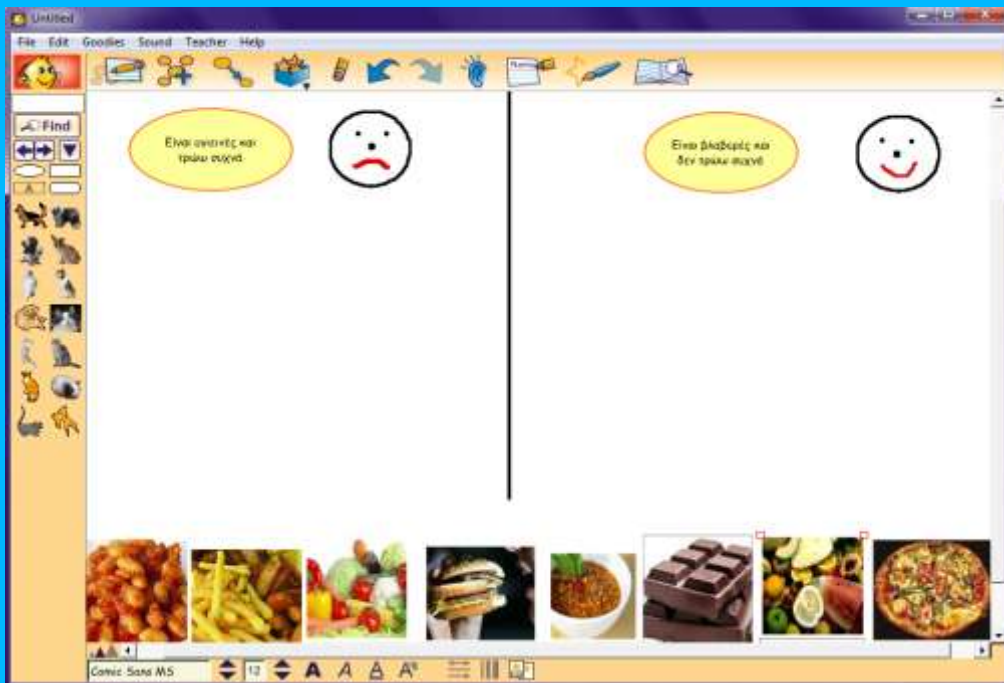 Untitled
File Edit Goodies Sound Teacher Help
Find
A
Είναι υγιεινές και
τρώω συχνά
Είναι βλαβερές και
δεν τρώω συχνά
Comic Sans MS
12
A A A A